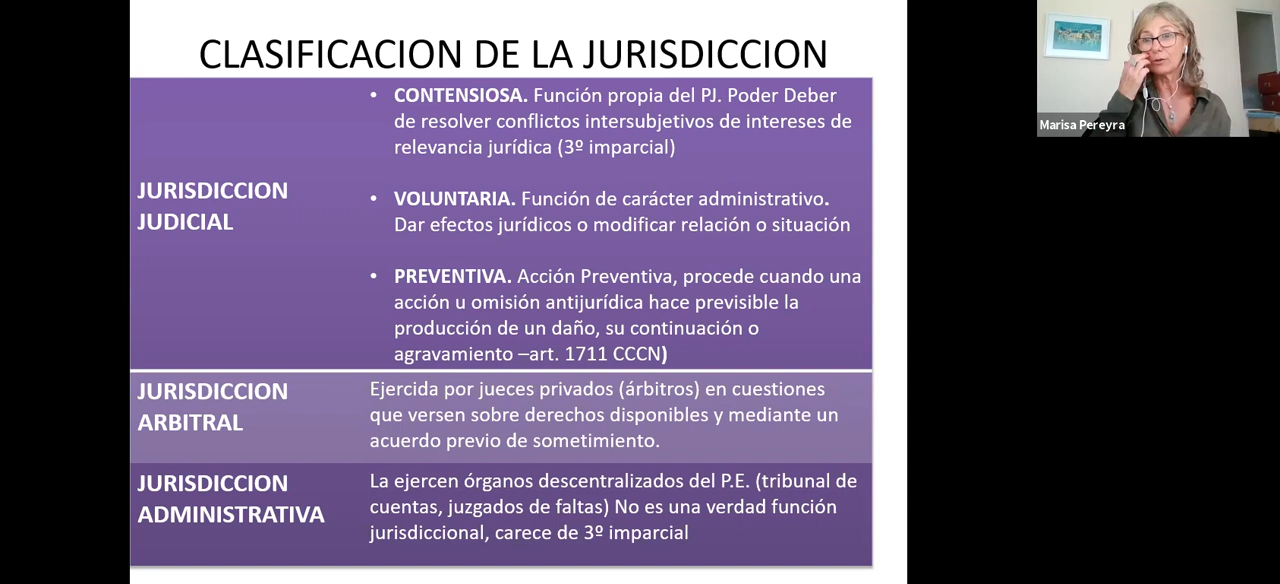 CLASIFICACION DE LA JURISDICCION
JURISDICCION
JUDICIAL
• CONTENSIOSA. Función propia del PJ. Poder Deber
de resolver conflictos intersubjetivos de intereses de
relevancia jurídica (3º imparcial)
• VOLUNTARIA. Función de carácter administrativo.
Dar efectos jurídicos o modificar relación o situación
• PREVENTIVA. Acción Preventiva, procede cuando una
acción u omisión antijurídica hace previsible la
producción de un daño, su continuación o
agravamiento –art. 1711 CCCN)
JURISDICCION
ARBITRAL
Ejercida por jueces privados (árbitros) en cuestiones
que versen sobre derechos disponibles y mediante un
acuerdo previo de sometimiento.
JURISDICCION
ADMINISTRATIVA
La ejercen órganos descentralizados del P.E. (tribunal de
cuentas, juzgados de faltas) No es una verdad función
jurisdiccional, carece de 3º imparcial
Marisa Pereyra